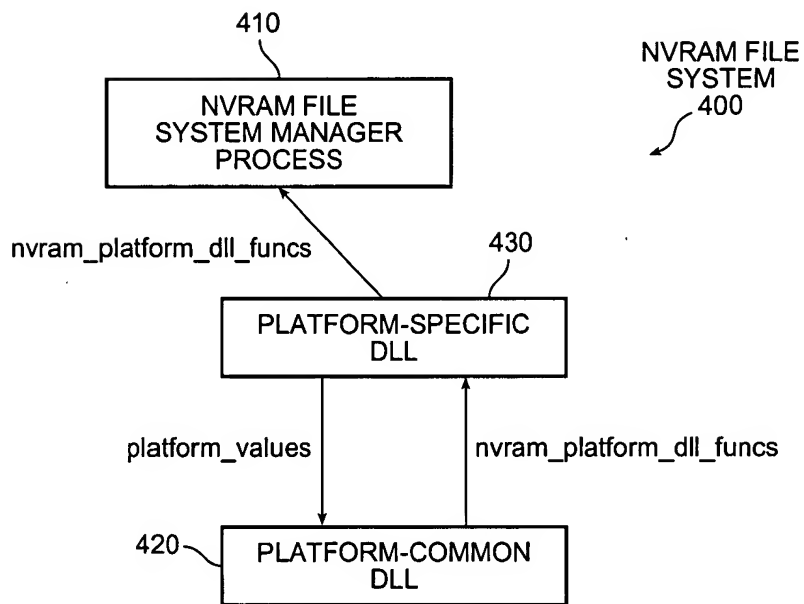 410
NVRAM FILE
SYSTEM
400
NVRAM FILE
SYSTEM MANAGER
PROCESS
nvram_platform_dll_funcs
430
PLATFORM-SPECIFIC
DLL
platform_values
nvram_platform_dll_funcs
420
PLATFORM-COMMON
DLL